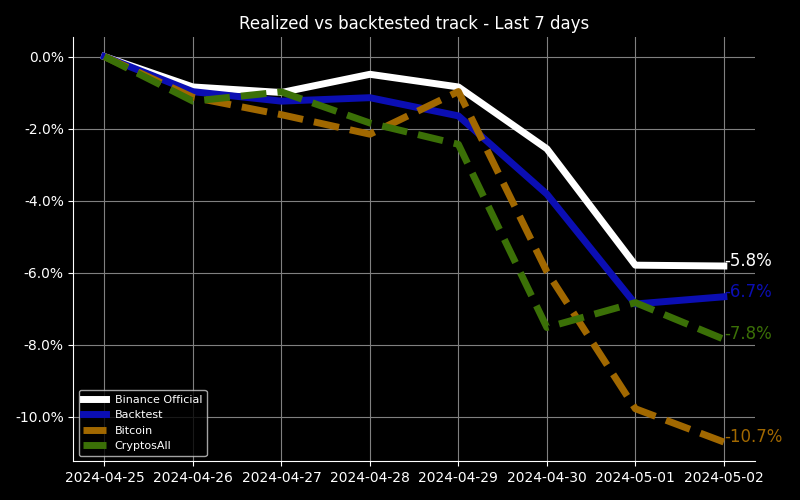 Realized vs backtested track - Last 7 days
0.0%
-2.0%
-4.0%
-6.0%
-8.0%
-10.0%
-5.8%
-6.7%
-7.8%
-10.7%
Binance Official
Backtest
Bitcoin
CryptosAll
2024-04-25 2024-04-26 2024-04-27 2024-04-28 2024-04-29 2024-04-30 2024-05-01 2024-05-02